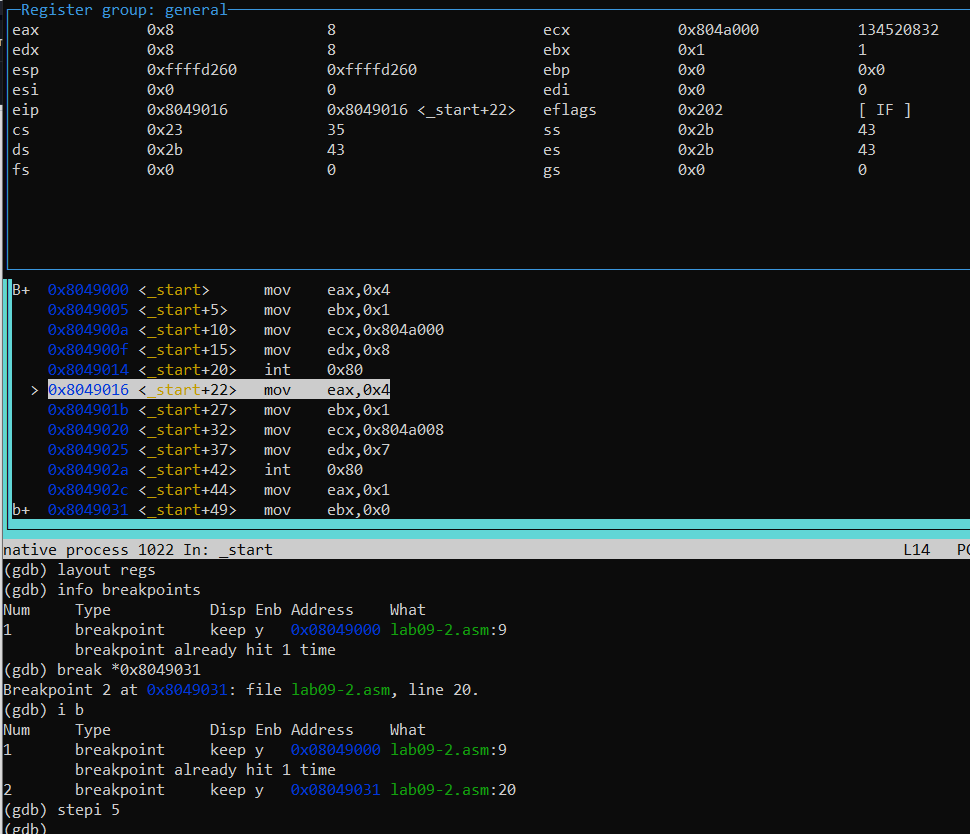 Register group: general
eax 0x8 8 ecx 0x804a000 134520832
edx 0x8 8 ebx 0x1 1
esp 0xffffd260 0xffffd260 ebp 0x0 0x0
esi 0x0 0 edi 0x0 0
eip 0x8049016 0x8049016 <_start+22> eflags 0x202 [ IF ]
cs 0x23 35 ss 0x2b 43
ds 0x2b 43 es 0x2b 43
fs 0x0 0 gs 0x0 0
B+ 0x8049000 <_start> mov eax,0x4
0x8049005 <_start+5> mov ebx,0x1
0x804900a <_start+10> mov ecx,0x804a000
0x804900f <_start+15> mov edx,0x8
0x8049014 <_start+20> int 0x80
> 0x8049016 <_start+22> mov eax,0x4
0x804901b <_start+27> mov ebx,0x1
0x8049020 <_start+32> mov ecx,0x804a008
0x8049025 <_start+37> mov edx,0x7
0x804902a <_start+42> int 0x80
0x804902c <_start+44> mov eax,0x1
b+ 0x8049031 <_start+49> mov ebx,0x0
native process 1022 In: _start L14 PC
(gdb) layout regs
(gdb) info breakpoints
Num Type Disp Enb Address What
1 breakpoint keep y 0x08049000 lab09-2.asm:9
breakpoint already hit 1 time
(gdb) break *0x8049031
Breakpoint 2 at 0x8049031: file lab09-2.asm, line 20.
(gdb) i b
Num Type Disp Enb Address What
1 breakpoint keep y 0x08049000 lab09-2.asm:9
breakpoint already hit 1 time
2 breakpoint keep y 0x08049031 lab09-2.asm:20
(gdb) stepi 5
(gdb)